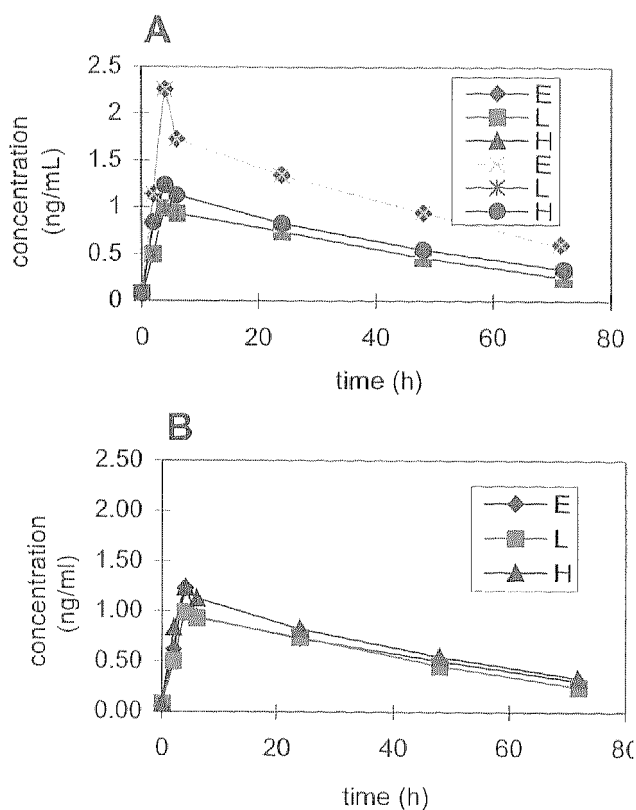 A
2.5
2
1.5
1
0.5
0
concentration
(ng/mL)
E
L
H
E
L
H
0 20 40 60 80
time (h)
B
2.50
2.00
1.50
1.00
0.50
0.00
concentration
(ng/ml)
E
L
H
0 20 40 60 80
time (h)